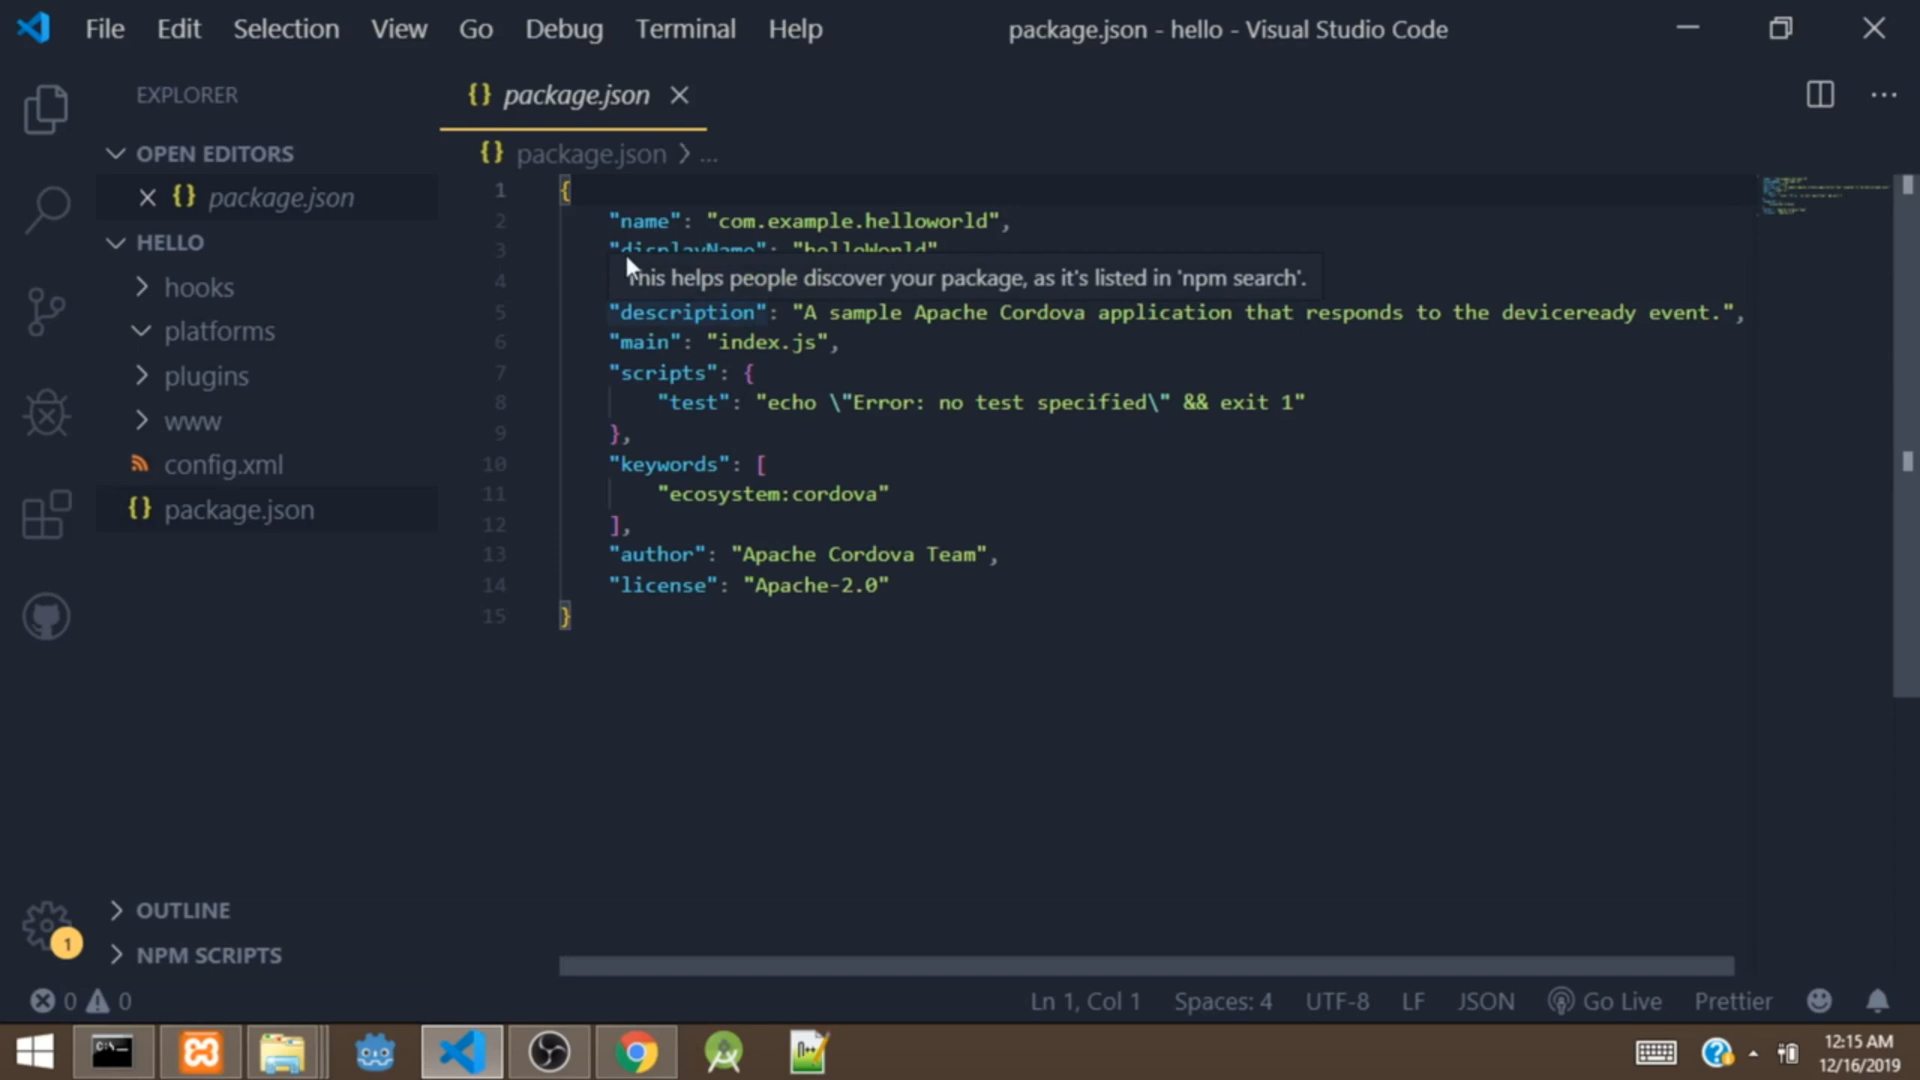 File Edit Selection View Go Debug Terminal Help package.json - hello - Visual Studio Code
EXPLORER
{} package.json
OPEN EDITORS
{} package.json
{} package.json > ...
HELLO
hooks
platforms
plugins
www
config.xml
{} package.json
1 {
2 "name": "com.example.helloworld",
3 "displayName": "helloWorld"
4 This helps people discover your package, as it's listed in 'npm search'.
5 "description": "A sample Apache Cordova application that responds to the deviceready event.",
6 "main": "index.js",
7 "scripts": {
8 "test": "echo \"Error: no test specified\" && exit 1"
9 },
10 "keywords": [
11 "ecosystem:cordova"
12 ],
13 "author": "Apache Cordova Team",
14 "license": "Apache-2.0"
15 }
OUTLINE
1
NPM SCRIPTS
0 0 Ln 1, Col 1 Spaces: 4 UTF-8 LF JSON Go Live Prettier
C:\.
n++
12:15 AM
12/16/2019